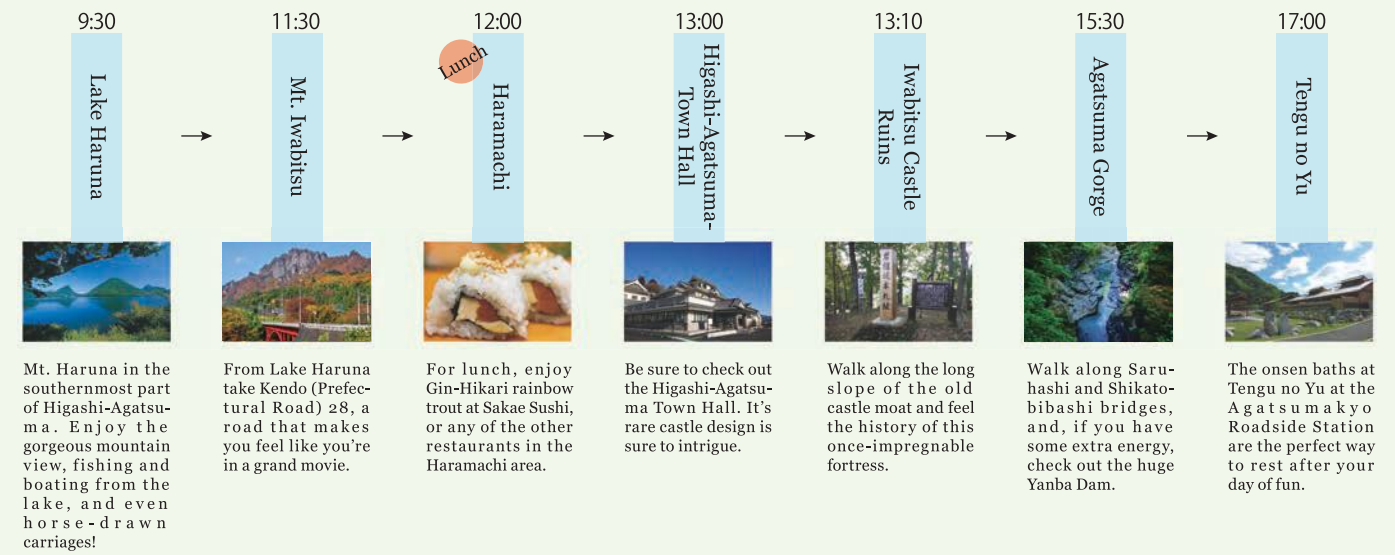 9:30
Lake Haruna
Mt. Haruna in the
southernmost part
of Higashi-Agatsu-
ma. Enjoy the
gorgeous mountain
view, fishing and
boating from the
lake, and even
horse-drawn
carriages!
11:30
Mt. Iwabitsu
From Lake Haruna
take Kendo (Prefec-
tural Road) 28, a
road that makes
you feel like you're
in a grand movie.
12:00
Lunch
Haramachi
For lunch, enjoy
Gin-Hikari rainbow
trout at Sakae Sushi,
or any of the other
restaurants in the
Haramachi area.
13:00
Higashi-Agatsuma-
Town Hall
Be sure to check out
the Higashi-Agatsu-
ma Town Hall. It's
rare castle design is
sure to intrigue.
13:10
Iwabitsu Castle
Ruins
Walk along the long
slope of the old
castle moat and feel
the history of this
once-impregnable
fortress.
15:30
Agatsuma Gorge
Walk along Saru-
hashi and Shikato-
bibashi bridges,
and, if you have
some extra energy,
check out the huge
Yanba Dam.
17:00
Tengu no Yu
The onsen baths at
Tengu no Yu at the
Agatsumakyo
Roadside Station
are the perfect way
to rest after your
day of fun.